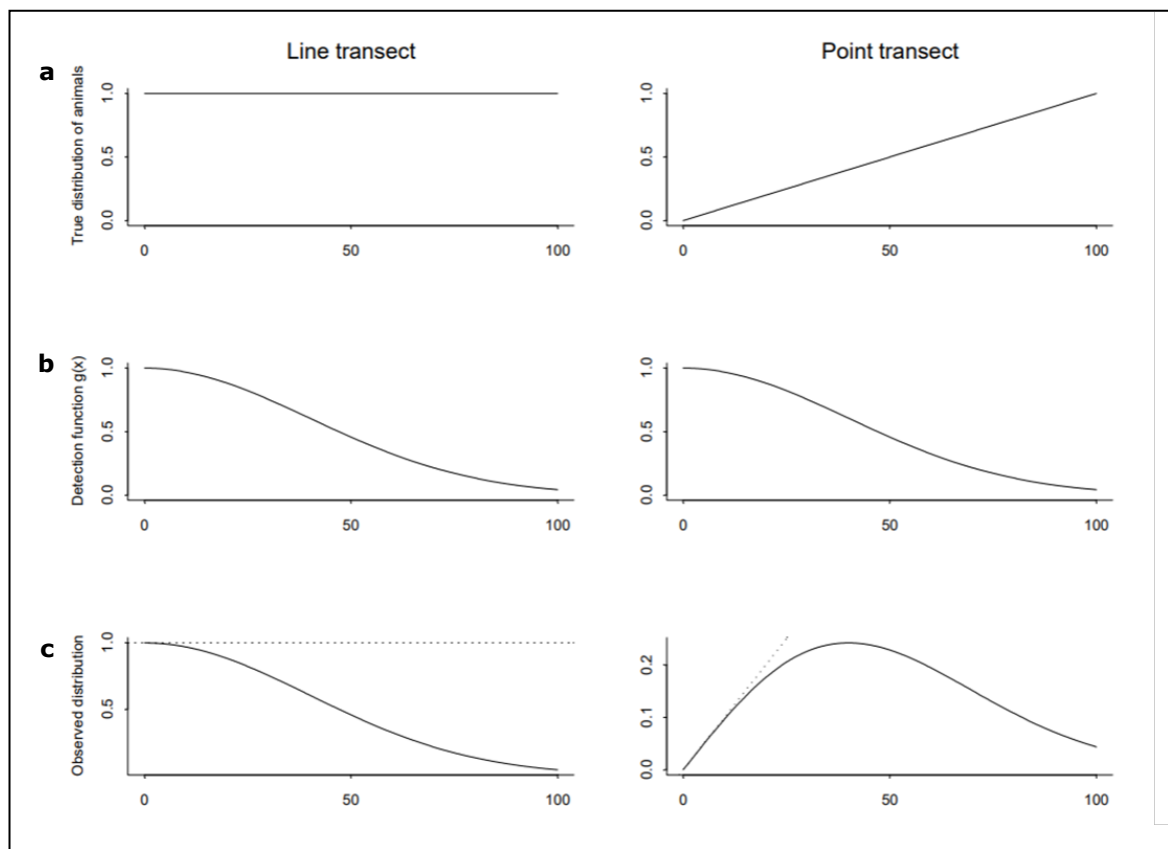 Line transect
Point transect
a
True distribution of animals
0.0 0.5 1.0
0 50 100
0.0 0.5 1.0
0 50 100
b
Detection function g(x)
0.0 0.5 1.0
0 50 100
0.0 0.5 1.0
0 50 100
c
Observed distribution
0.5 1.0
0 50 100
0.0 0.1 0.2
0 50 100